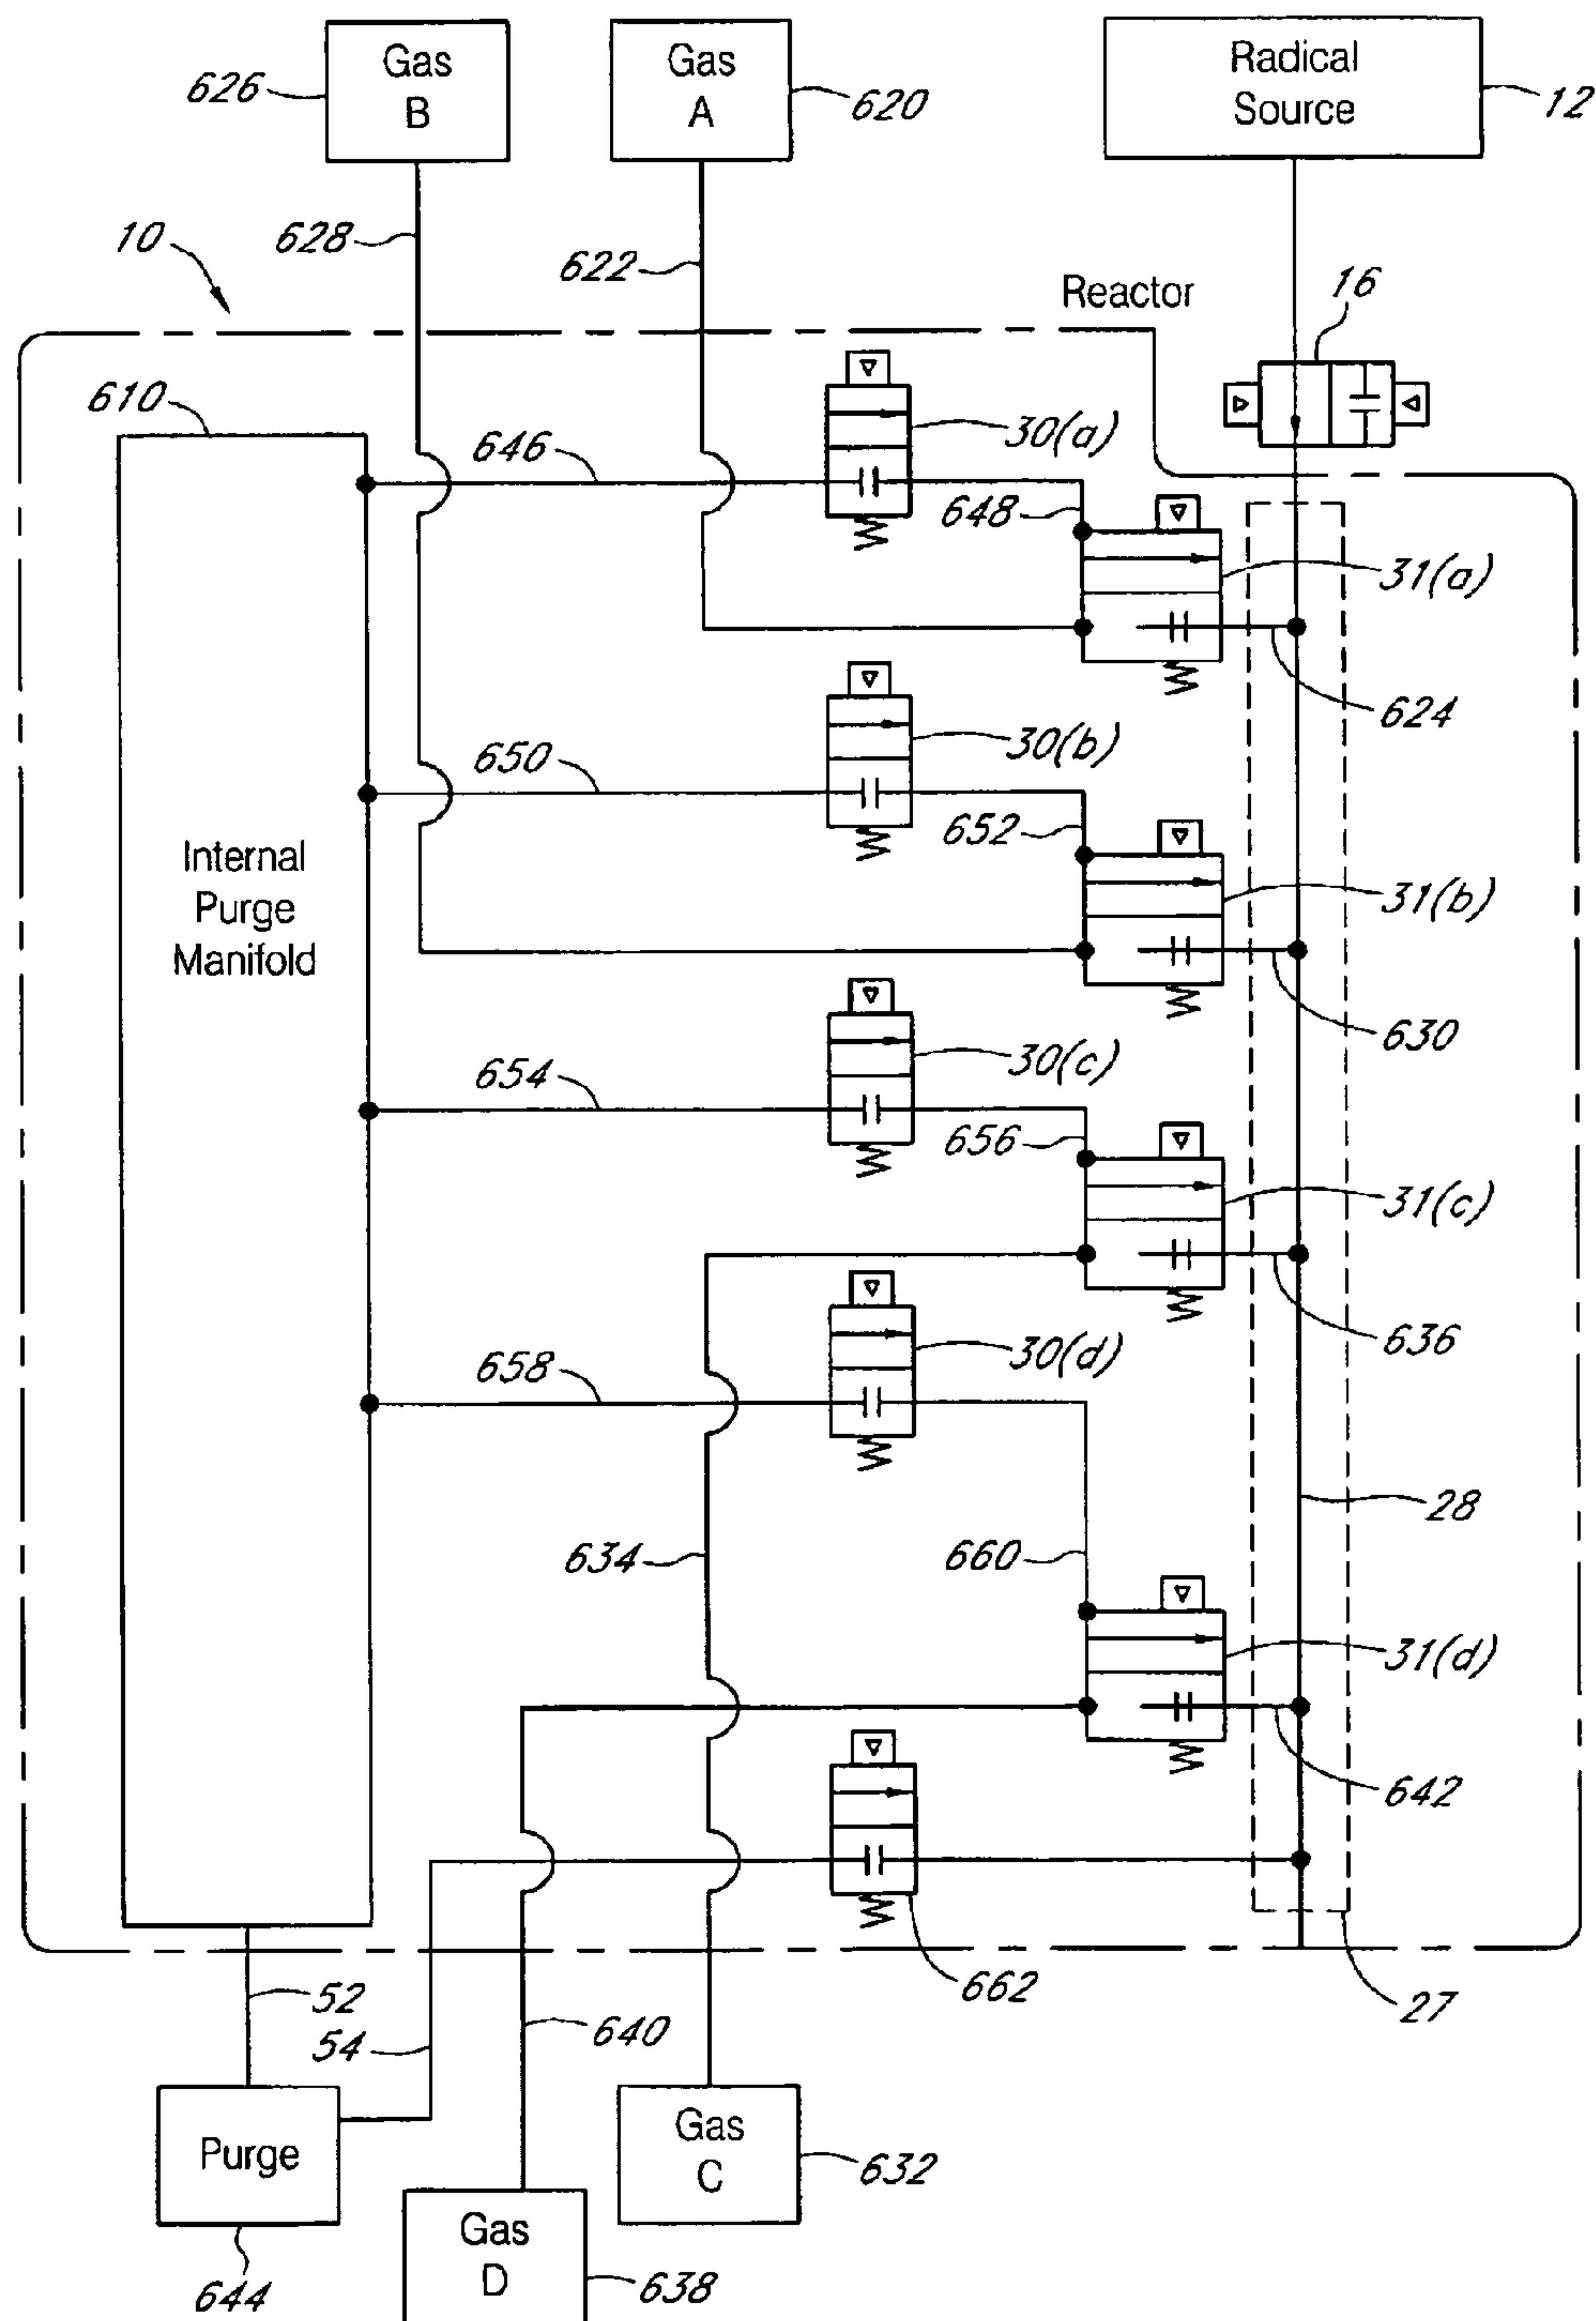 Gas
B
626
Gas
A
620
Radical
Source
12
10
628
622
Reactor
16
610
646
30(a)
648
31(a)
624
650
30(b)
652
31(b)
Internal
Purge
Manifold
630
654
30(c)
656
31(c)
636
658
30(d)
28
634
660
31(d)
642
662
27
52
54
640
Purge
Gas
C
632
644
Gas
D
638